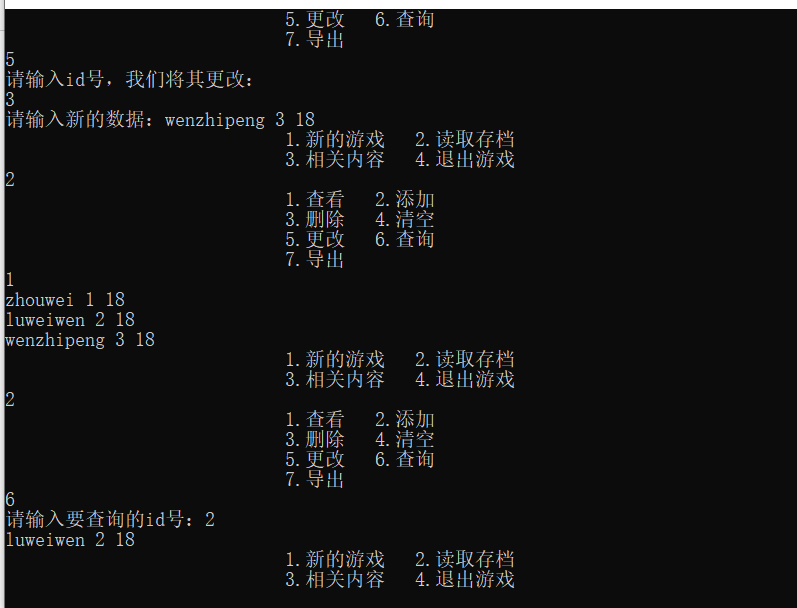 5.更改 6.查询
7.导出
5
请输入id号，我们将其更改：
3
请输入新的数据：wenzhipeng 3 18
1.新的游戏 2.读取存档
3.相关内容 4.退出游戏
2
1.查看 2.添加
3.删除 4.清空
5.更改 6.查询
7.导出
1
zhouwei 1 18
luweiwen 2 18
wenzhipeng 3 18
1.新的游戏 2.读取存档
3.相关内容 4.退出游戏
2
1.查看 2.添加
3.删除 4.清空
5.更改 6.查询
7.导出
6
请输入要查询的id号：2
luweiwen 2 18
1.新的游戏 2.读取存档
3.相关内容 4.退出游戏